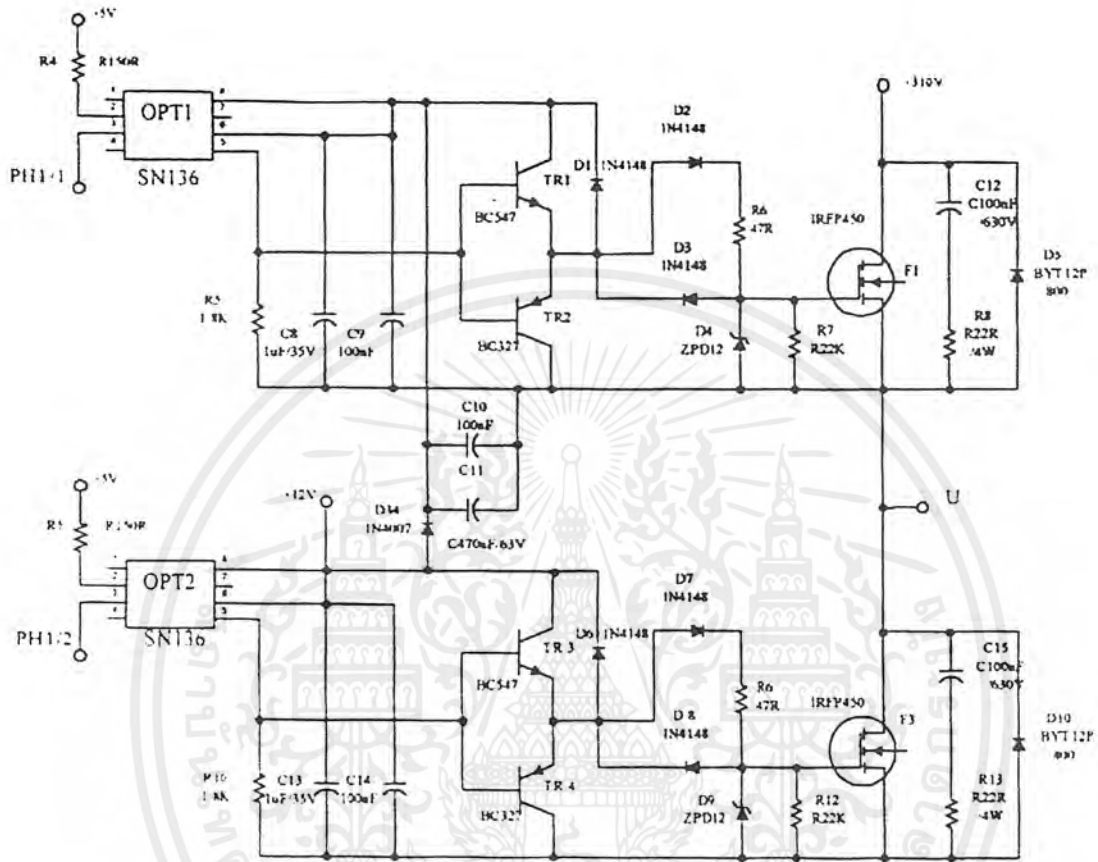 -5V
R4
R150R
OPT1
SN136
PH1/1
R5
1.8K
C8
1uF/35V
C9
100nF
TR1
BC547
TR2
BC327
D1 1N4148
D2
1N4148
D3
1N4148
R6
47R
D4
ZPD12
R7
R22K
-310V
IRFP450
F1
C12
C100nF
-630V
R8
R22R
/4W
D5
BYT12P
800
C10
100nF
C11
C470nF/63V
D34
1N4007
U
-5V
R150R
OPT2
SN136
PH1/2
-12V
R10
1.8K
C13
1uF/35V
C14
100nF
TR3
BC547
TR4
BC327
D6 1N4148
D7
1N4148
D8
1N4148
R6
47R
D9
ZPD12
R12
R22K
IRFP450
F3
C15
C100nF
-630V
R13
R22R
-4W
D10
BYT12P
800